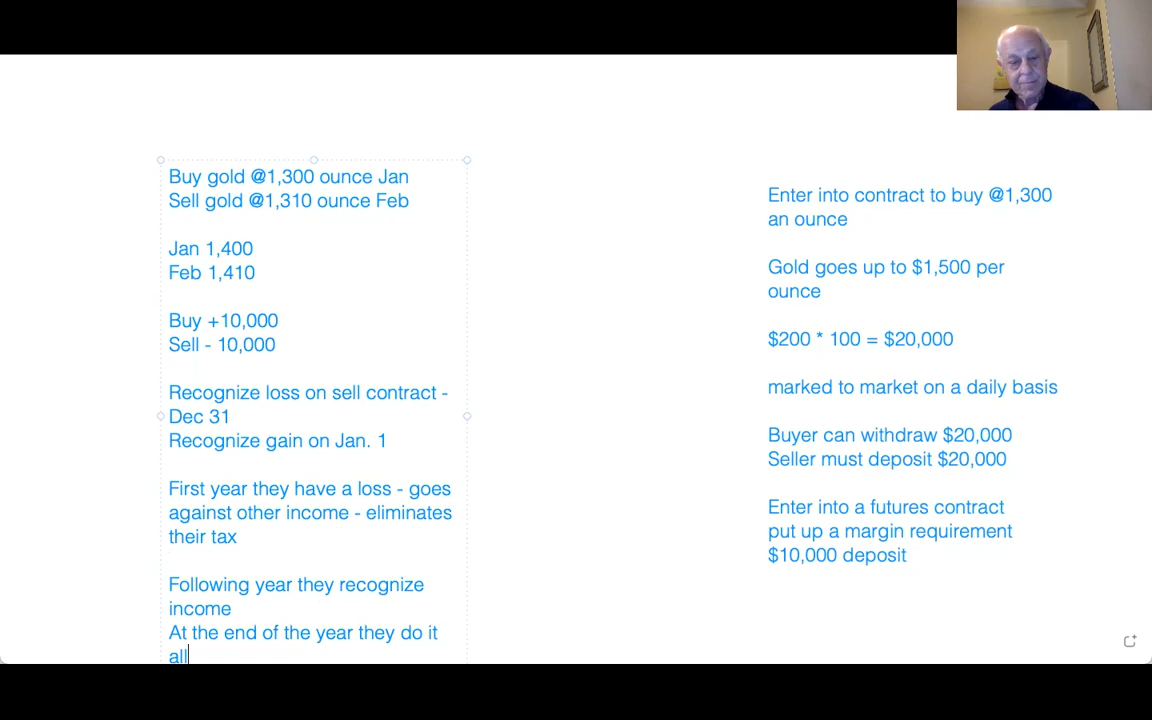 Buy gold @1,300 ounce Jan
Sell gold @1,310 ounce Feb
Jan 1,400
Feb 1,410
Buy +10,000
Sell - 10,000
Recognize loss on sell contract -
Dec 31
Recognize gain on Jan. 1
First year they have a loss - goes
against other income - eliminates
their tax
Following year they recognize
income
At the end of the year they do it
all
Enter into contract to buy @1,300
an ounce
Gold goes up to $1,500 per
ounce
$200 * 100 = $20,000
marked to market on a daily basis
Buyer can withdraw $20,000
Seller must deposit $20,000
Enter into a futures contract
put up a margin requirement
$10,000 deposit